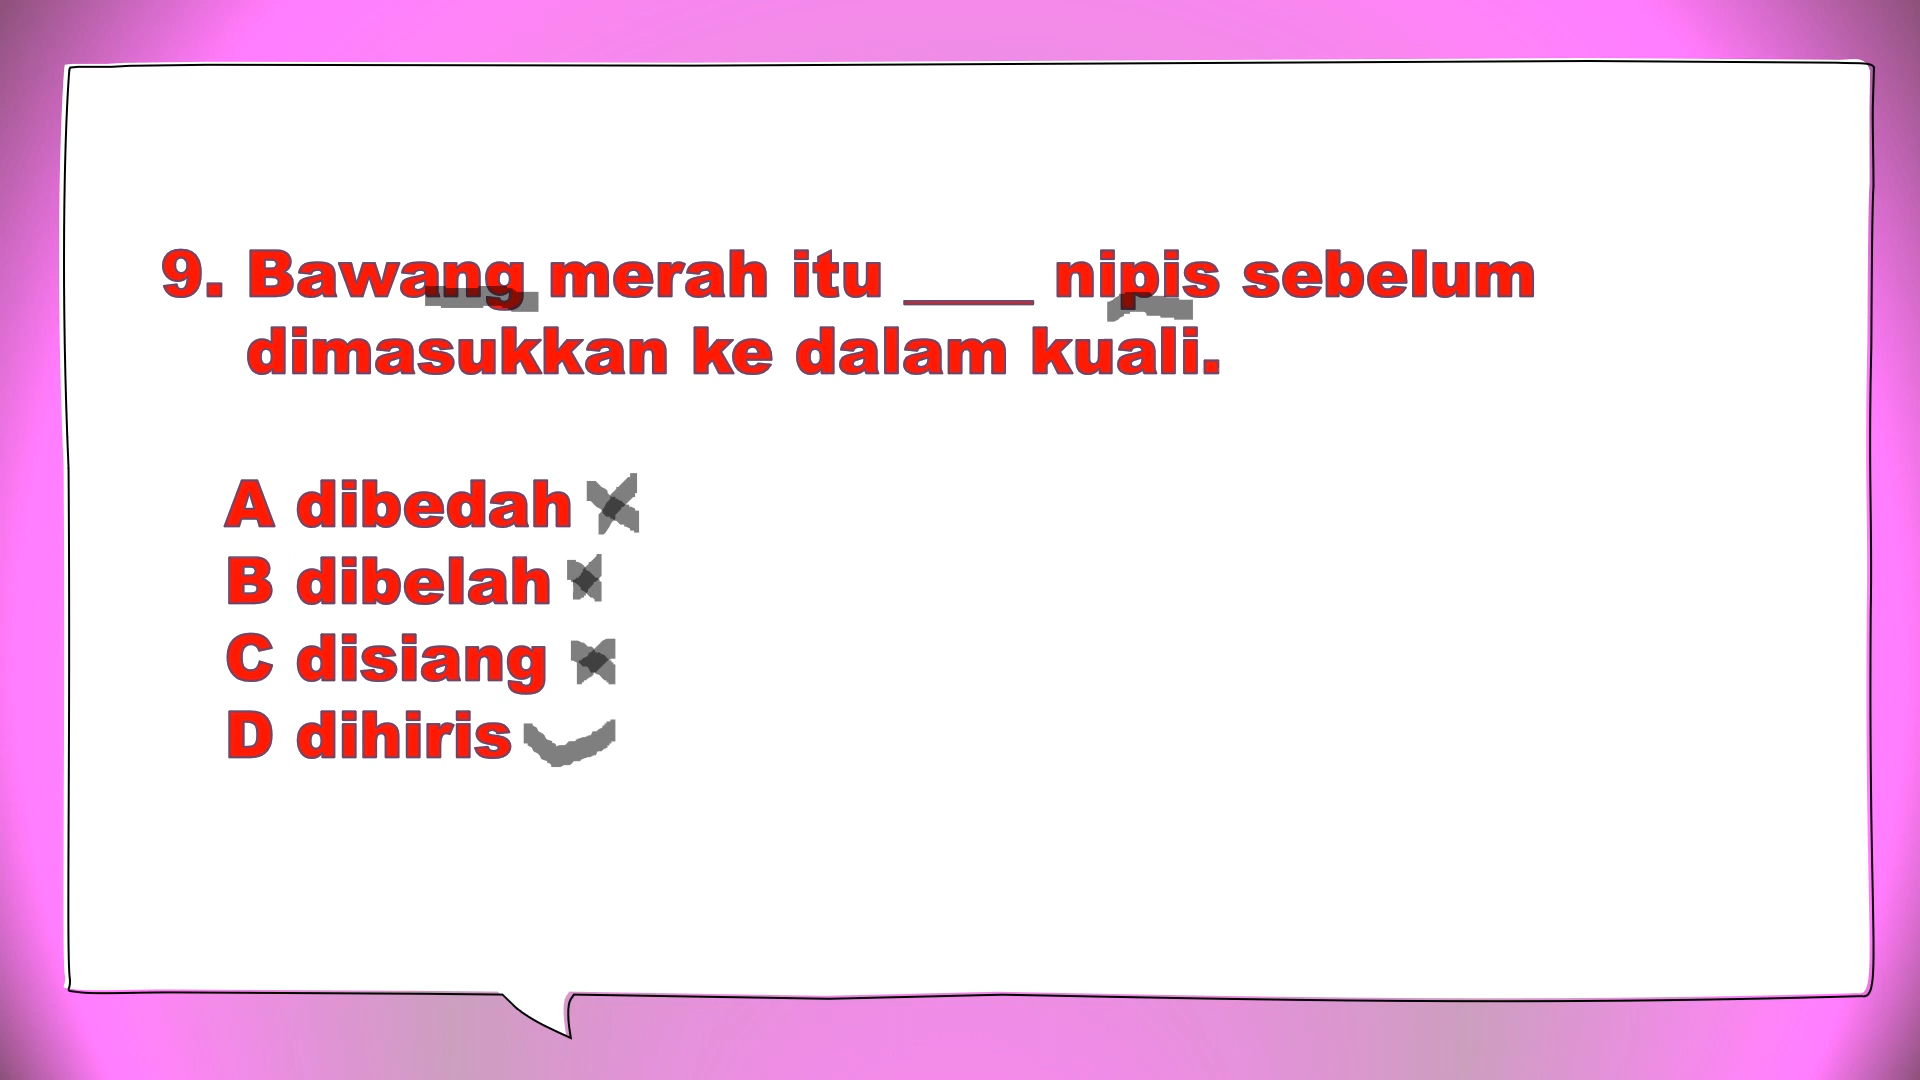 9. Bawang merah itu ____ nipis sebelum
dimasukkan ke dalam kuali.
A dibedah
B dibelah
C disiang
D dihiris